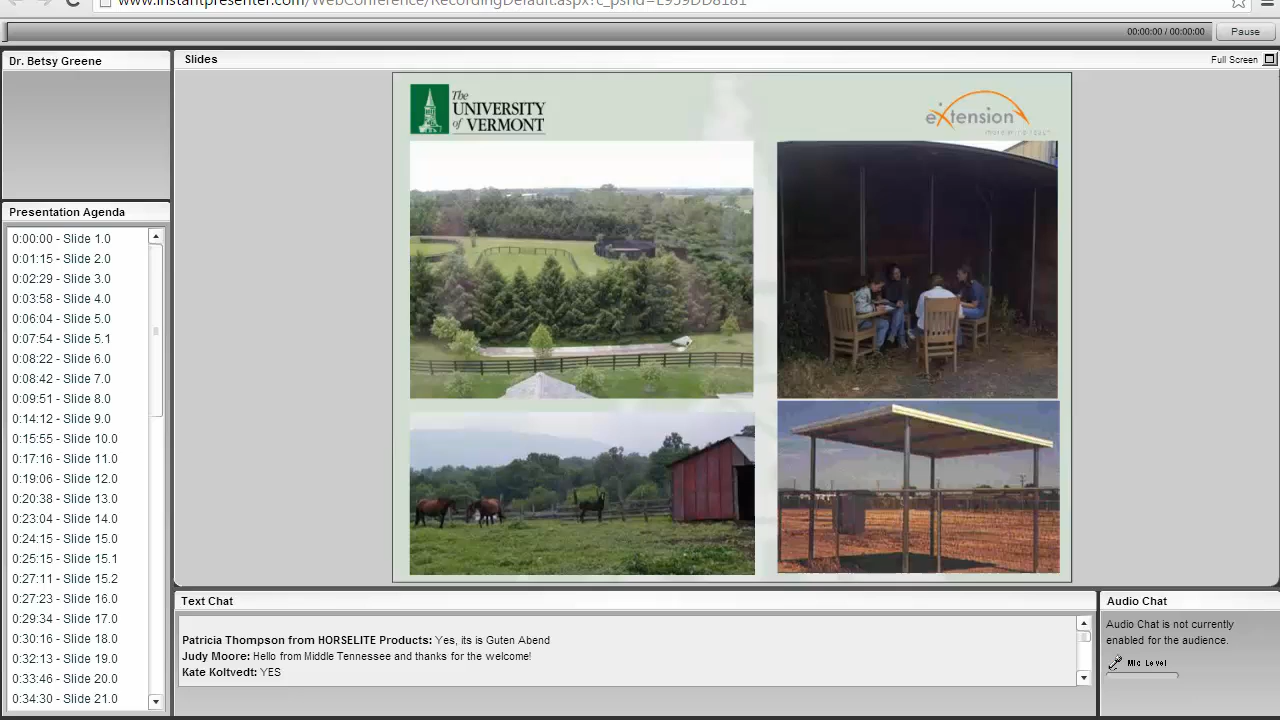 www.instantpresenter.com/WebConference/RecordingDefault.aspx?c_psrid=E959DD8181
00:00:00 / 00:00:00
Pause
Dr. Betsy Greene
Slides
Full Screen
The
UNIVERSITY
of VERMONT
eXtension
Presentation Agenda
0:00:00 - Slide 1.0
0:01:15 - Slide 2.0
0:02:29 - Slide 3.0
0:03:58 - Slide 4.0
0:06:04 - Slide 5.0
0:07:54 - Slide 5.1
0:08:22 - Slide 6.0
0:08:42 - Slide 7.0
0:09:51 - Slide 8.0
0:14:12 - Slide 9.0
0:15:55 - Slide 10.0
0:17:16 - Slide 11.0
0:19:06 - Slide 12.0
0:20:38 - Slide 13.0
0:23:04 - Slide 14.0
0:24:15 - Slide 15.0
0:25:15 - Slide 15.1
0:27:11 - Slide 15.2
0:27:23 - Slide 16.0
0:29:34 - Slide 17.0
0:30:16 - Slide 18.0
0:32:13 - Slide 19.0
0:33:46 - Slide 20.0
0:34:30 - Slide 21.0
Text Chat
Patricia Thompson from HORSELITE Products: Yes, its is Guten Abend
Judy Moore: Hello from Middle Tennessee and thanks for the welcome!
Kate Koltvedt: YES
Audio Chat
Audio Chat is not currently
enabled for the audience.
Mic Level